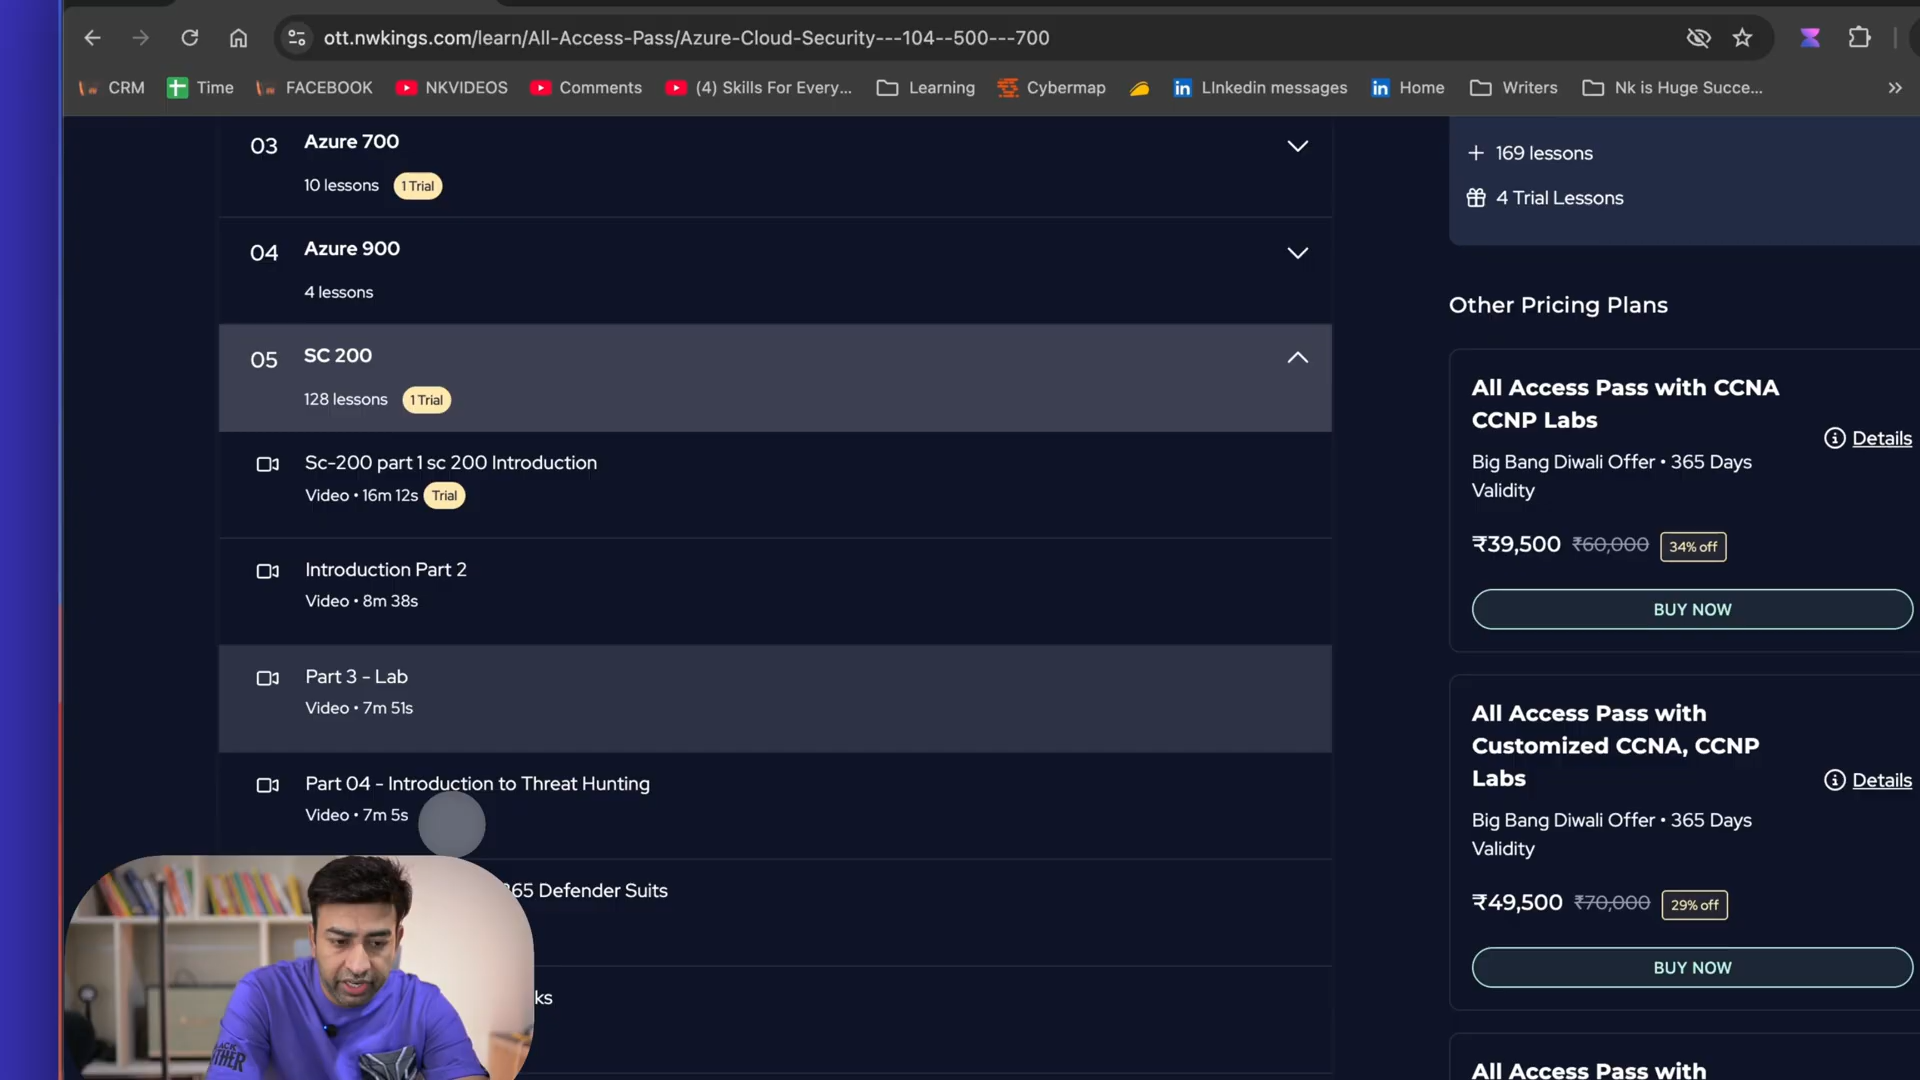 ott.nwkings.com/learn/All-Access-Pass/Azure-Cloud-Security---104--500---700
CRM
Time
FACEBOOK
NKVIDEOS
Comments
(4) Skills For Every...
Learning
Cybermap
LInkedin messages
Home
Writers
Nk is Huge Succe...
03
Azure 700
10 lessons
1 Trial
04
Azure 900
4 lessons
05
SC 200
128 lessons
1 Trial
Sc-200 part 1 sc 200 Introduction
Video • 16m 12s
Trial
Introduction Part 2
Video • 8m 38s
Part 3 - Lab
Video • 7m 51s
Part 04 - Introduction to Threat Hunting
Video • 7m 5s
365 Defender Suits
ks
169 lessons
4 Trial Lessons
Other Pricing Plans
All Access Pass with CCNA
CCNP Labs
Details
Big Bang Diwali Offer • 365 Days
Validity
₹39,500 ₹60,000 34% off
BUY NOW
All Access Pass with
Customized CCNA, CCNP
Labs
Details
Big Bang Diwali Offer • 365 Days
Validity
₹49,500 ₹70,000 29% off
BUY NOW
All Access Pass with